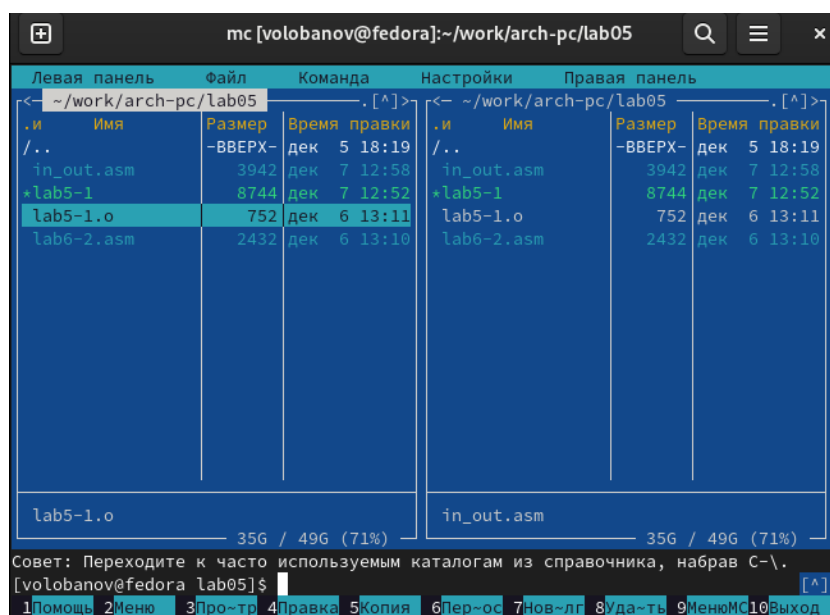 mc [volobanov@fedora]:~/work/arch-pc/lab05
Левая панель Файл Команда Настройки Правая панель
<- ~/work/arch-pc/lab05 .[^]> <- ~/work/arch-pc/lab05 .[^]>
.и Имя Размер Время правки .и Имя Размер Время правки
/.. -ВВЕРХ- дек 5 18:19 /.. -ВВЕРХ- дек 5 18:19
in_out.asm 3942 дек 7 12:58 in_out.asm 3942 дек 7 12:58
*lab5-1 8744 дек 7 12:52 *lab5-1 8744 дек 7 12:52
lab5-1.o 752 дек 6 13:11 lab5-1.o 752 дек 6 13:11
lab6-2.asm 2432 дек 6 13:10 lab6-2.asm 2432 дек 6 13:10
lab5-1.o in_out.asm
35G / 49G (71%) 35G / 49G (71%)
Совет: Переходите к часто используемым каталогам из справочника, набрав C-\.
[volobanov@fedora lab05]$ [^]
1Помощь 2Меню 3Про~тр 4Правка 5Копия 6Пер~ос 7Нов~лг 8Уда~ть 9МенюMC 10Выход